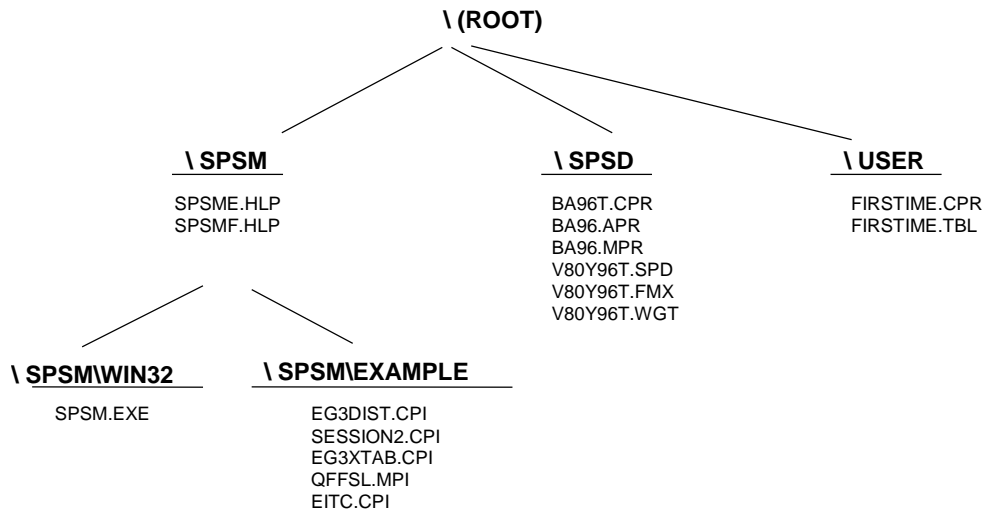 \ (ROOT)
\ SPSM
SPSME.HLP
SPSMF.HLP
\ SPSD
BA96T.CPR
BA96.APR
BA96.MPR
V80Y96T.SPD
V80Y96T.FMX
V80Y96T.WGT
\ USER
FIRSTIME.CPR
FIRSTIME.TBL
\ SPSM\WIN32
SPSM.EXE
\ SPSM\EXAMPLE
EG3DIST.CPI
SESSION2.CPI
EG3XTAB.CPI
QFFSL.MPI
EITC.CPI